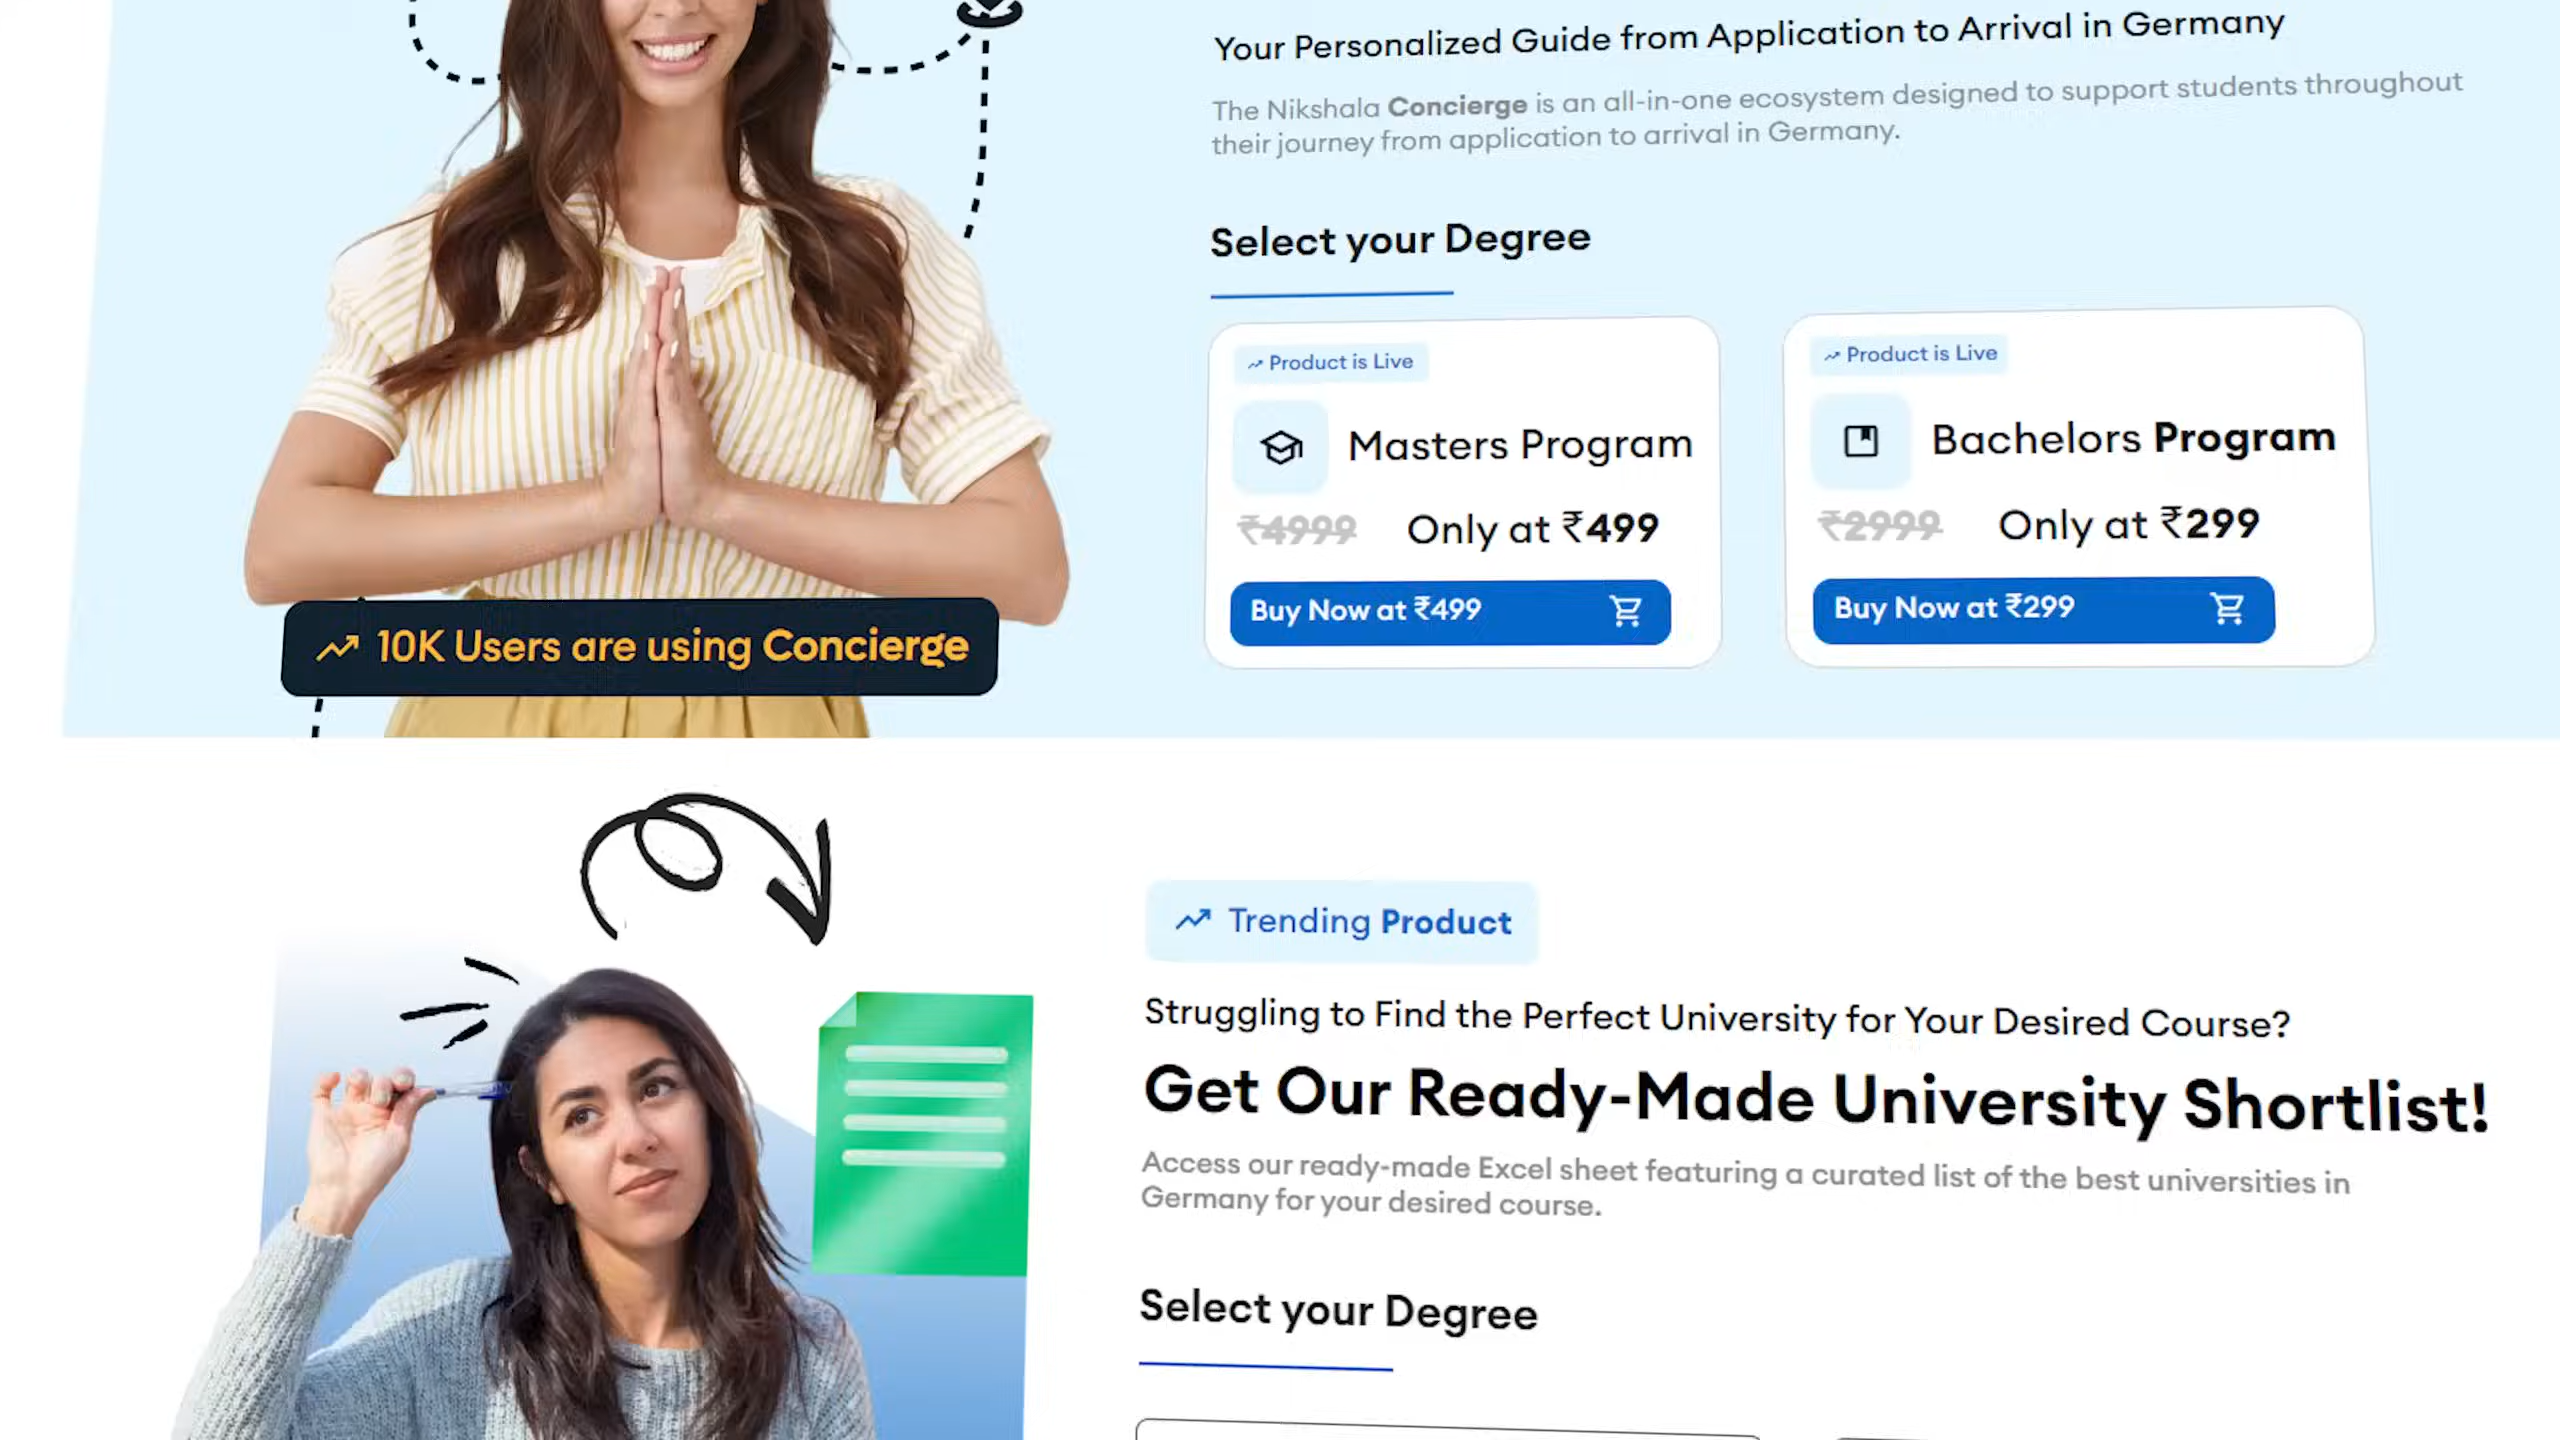 Your Personalized Guide from Application to Arrival in Germany
The Nikshala Concierge is an all-in-one ecosystem designed to support students throughout
their journey from application to arrival in Germany.
Select your Degree
Product is Live
Masters Program
₹4999 Only at ₹499
Buy Now at ₹499
Product is Live
Bachelors Program
₹2999 Only at ₹299
Buy Now at ₹299
10K Users are using Concierge
Trending Product
Struggling to Find the Perfect University for Your Desired Course?
Get Our Ready-Made University Shortlist!
Access our ready-made Excel sheet featuring a curated list of the best universities in
Germany for your desired course.
Select your Degree